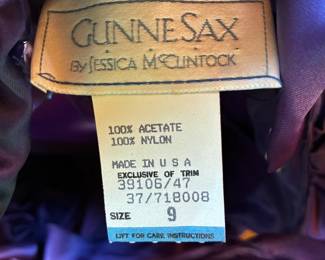 GUNNE SAX
BY JESSICA McCLINTOCK
100% ACETATE
100% NYLON
MADE IN U S A
EXCLUSIVE OF TRIM
39106/47
37/718008
SIZE 9
LIFT FOR CARE INSTRUCTIONS